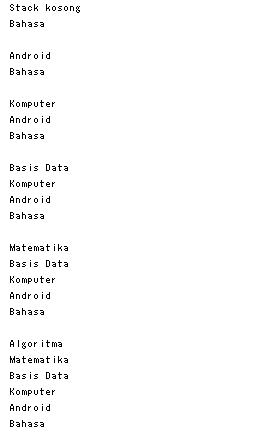 Stack kosong
Bahasa

Android
Bahasa

Komputer
Android
Bahasa

Basis Data
Komputer
Android
Bahasa

Matematika
Basis Data
Komputer
Android
Bahasa

Algoritma
Matematika
Basis Data
Komputer
Android
Bahasa